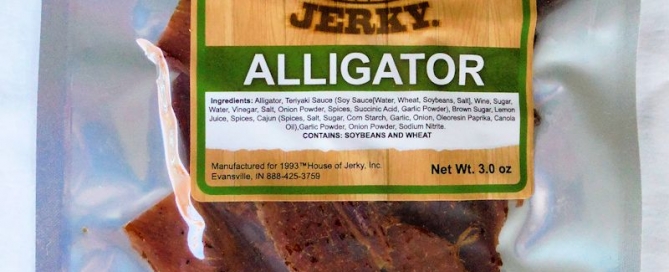 JERKY.
ALLIGATOR
Ingredients: Alligator, Teriyaki Sauce (Soy Sauce[Water, Wheat, Soybeans, Salt], Wine, Sugar,
Water, Vinegar, Salt, Onion Powder, Spices, Succinic Acid, Garlic Powder), Brown Sugar, Lemon
Juice, Spices, Cajun (Spices, Salt, Sugar, Corn Starch, Garlic, Onion, Oleoresin Paprika, Canola
Oil),Garlic Powder, Onion Powder, Sodium Nitrite.
CONTAINS: SOYBEANS AND WHEAT
Manufactured for 1993™House of Jerky, Inc.
Evansville, IN 888-425-3759
Net Wt. 3.0 oz